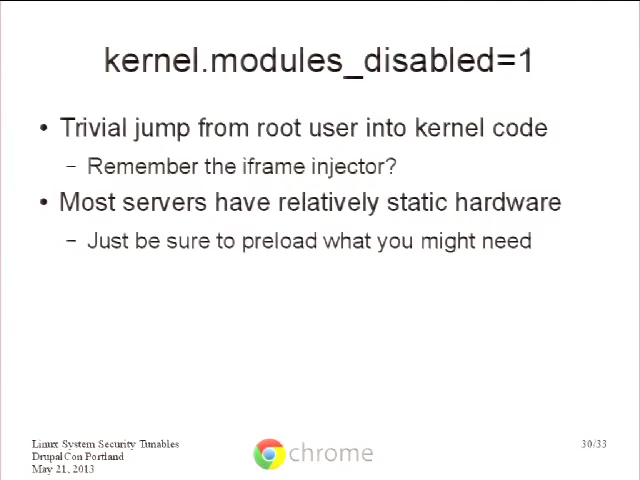 kernel.modules_disabled=1
• Trivial jump from root user into kernel code
– Remember the iframe injector?
• Most servers have relatively static hardware
– Just be sure to preload what you might need
Linux System Security Tunables
DrupalCon Portland
May 21, 2013
chrome
30/33